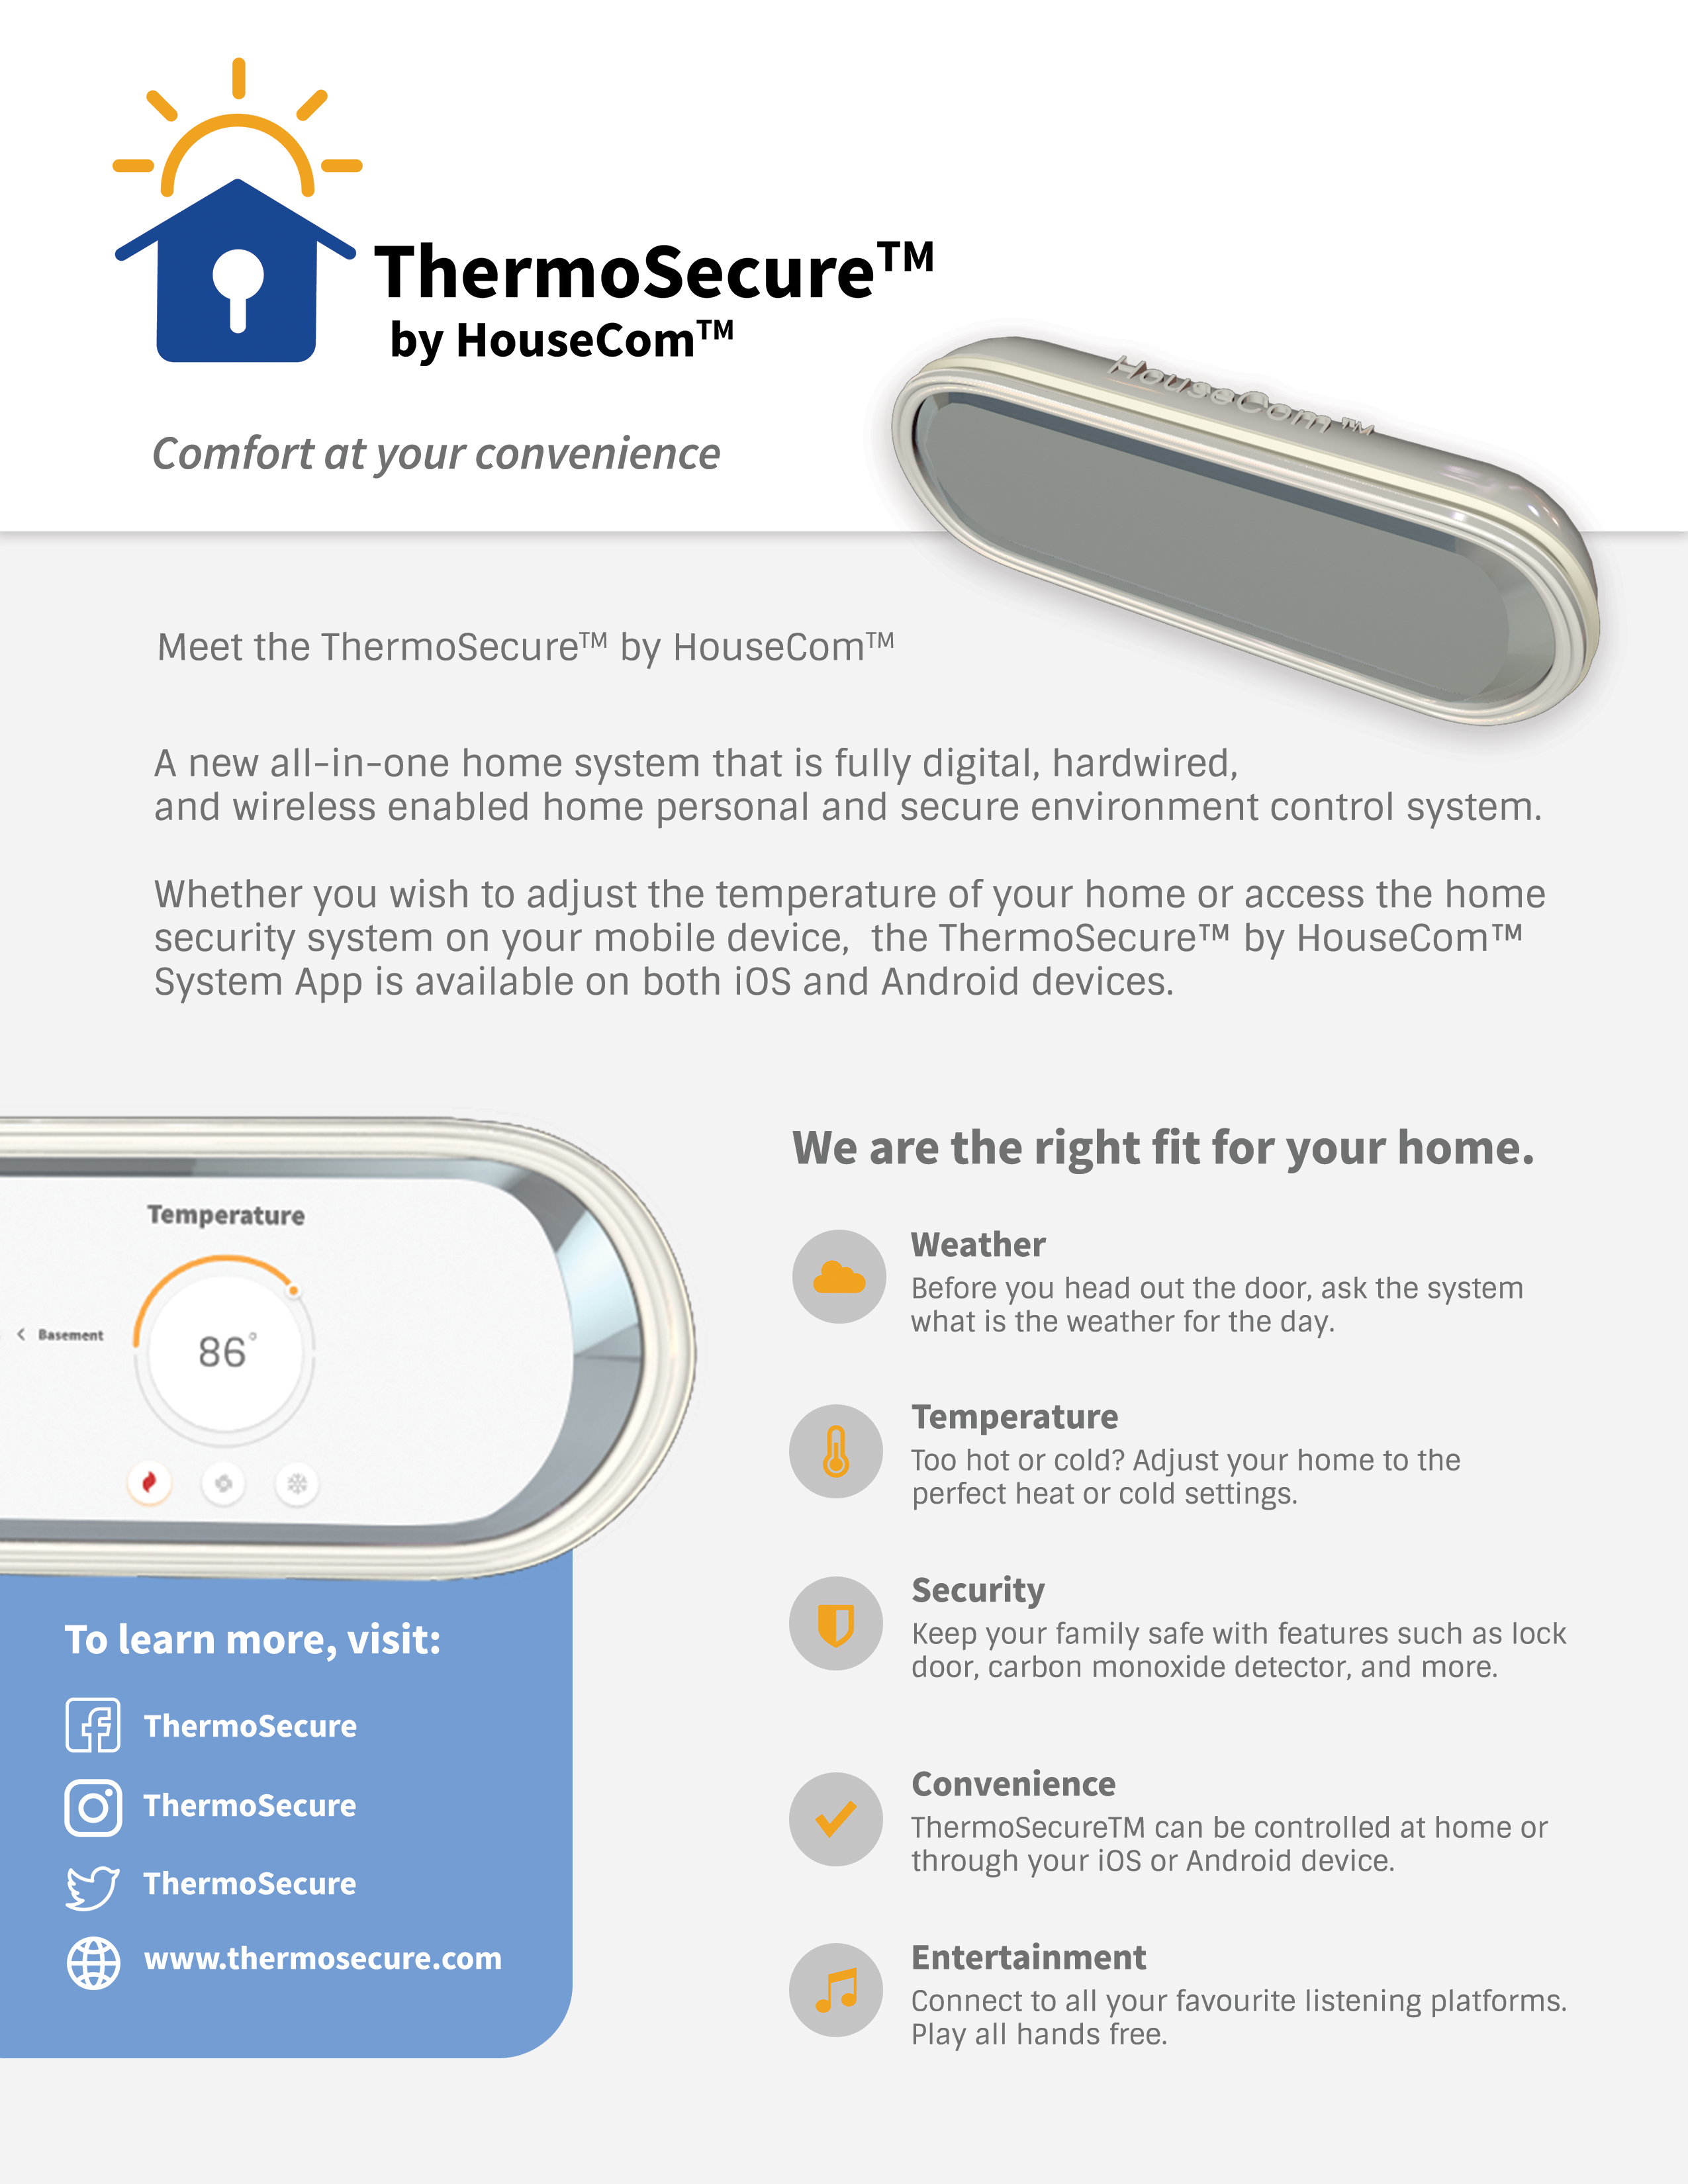 ThermoSecure™
by HouseCom™
HouseCom™
Comfort at your convenience
Meet the ThermoSecure™ by HouseCom™
A new all-in-one home system that is fully digital, hardwired,
and wireless enabled home personal and secure environment control system.
Whether you wish to adjust the temperature of your home or access the home
security system on your mobile device,  the ThermoSecure™ by HouseCom™
System App is available on both iOS and Android devices.
Temperature
< Basement
86°
To learn more, visit:
ThermoSecure
ThermoSecure
ThermoSecure
www.thermosecure.com
We are the right fit for your home.
Weather
Before you head out the door, ask the system
what is the weather for the day.
Temperature
Too hot or cold? Adjust your home to the
perfect heat or cold settings.
Security
Keep your family safe with features such as lock
door, carbon monoxide detector, and more.
Convenience
ThermoSecureTM can be controlled at home or
through your iOS or Android device.
Entertainment
Connect to all your favourite listening platforms.
Play all hands free.